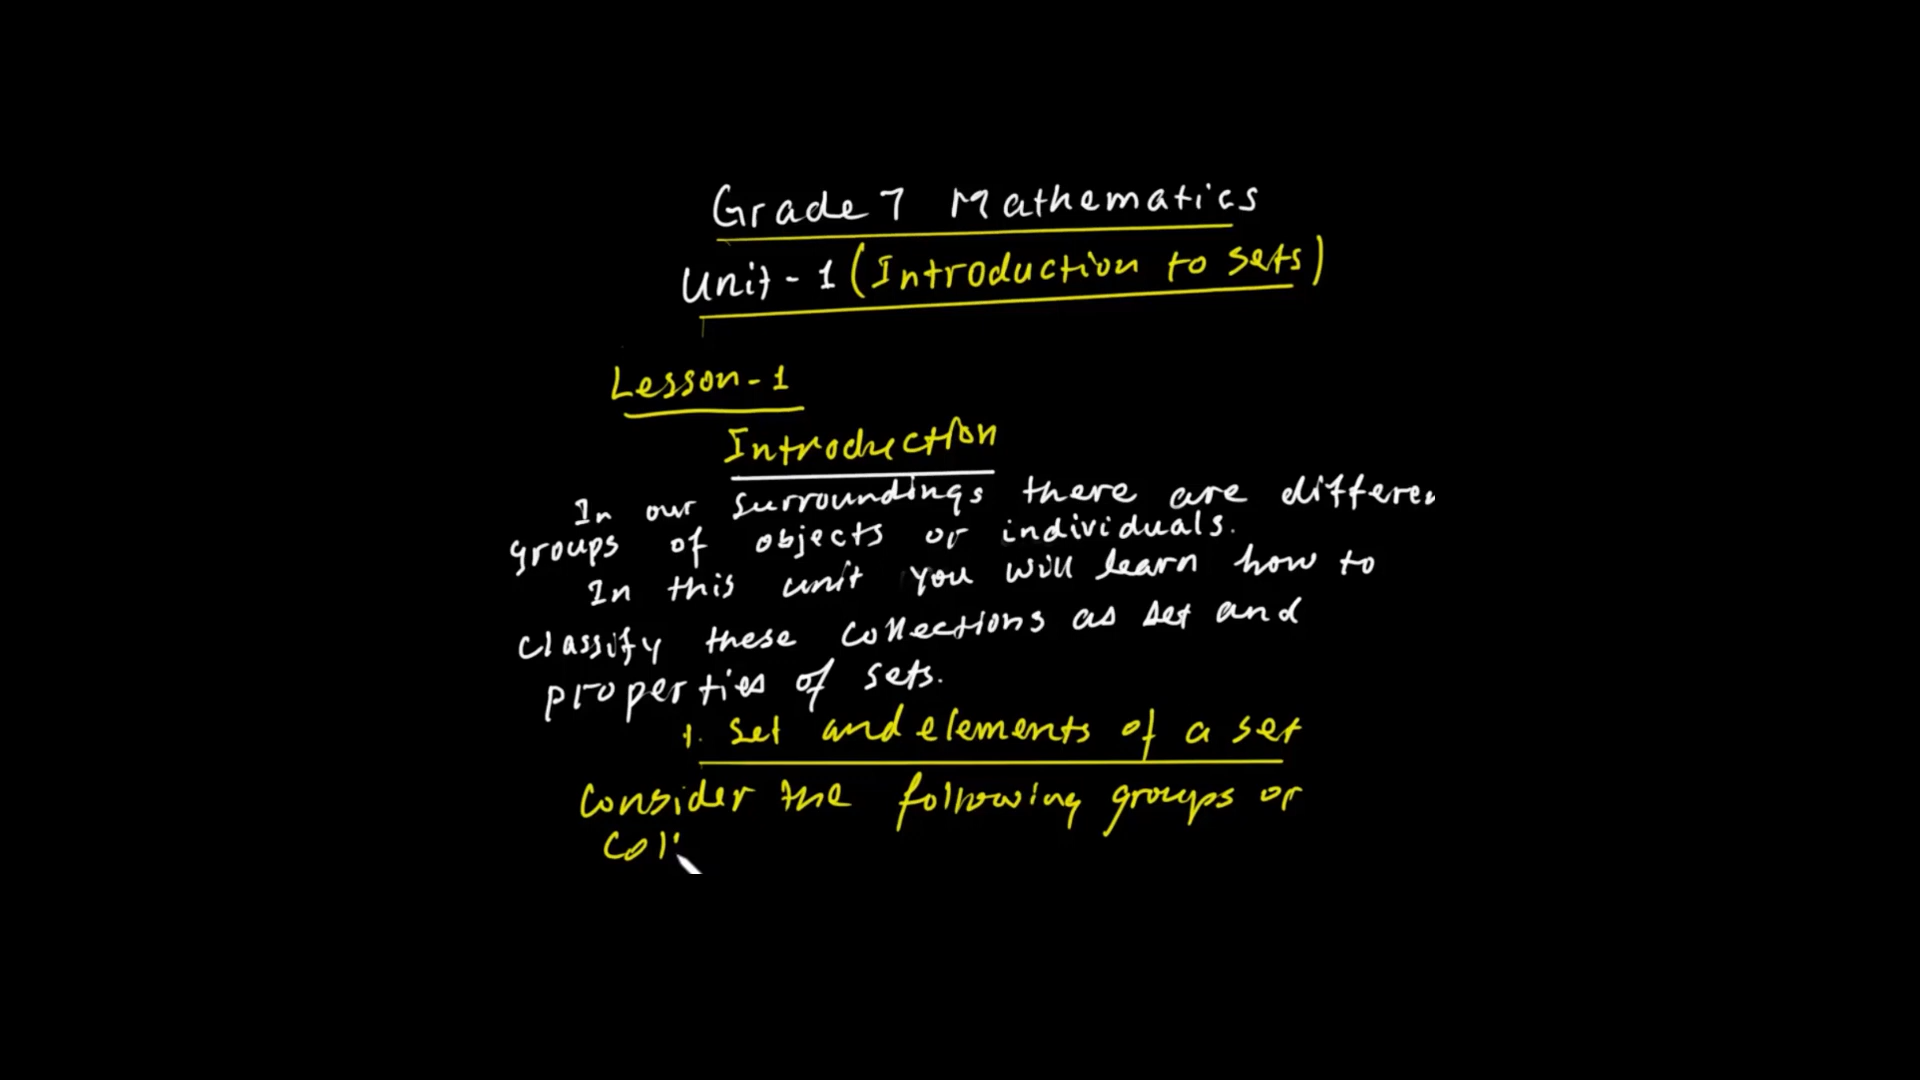 Grade 7 Mathematics
Unit - 1 (Introduction to sets)
Lesson - 1
Introduction
In our surroundings there are differen
groups of objects or individuals.
In this unit you will learn how to
classify these collections as set and
properties of sets.
1. Set and elements of a set
Consider the following groups or
col